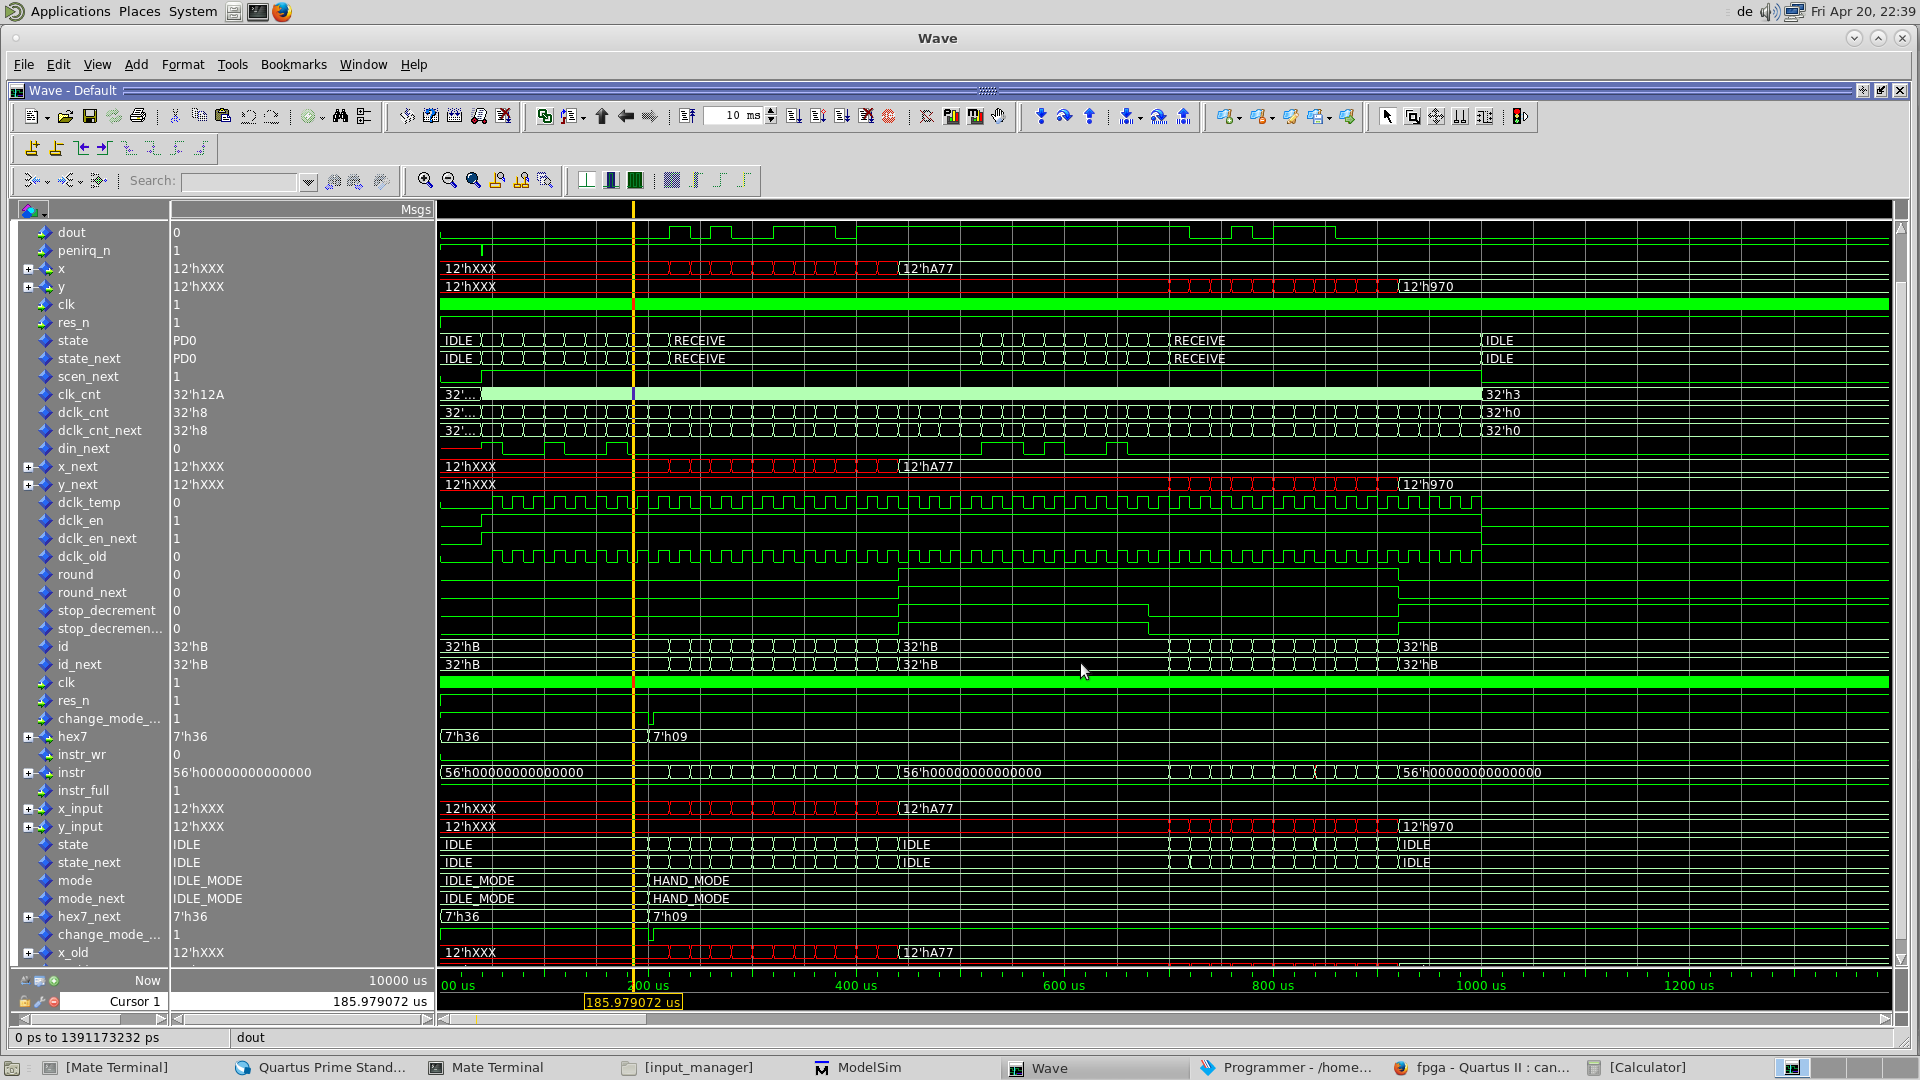 Applications Places System de Fri Apr 20, 22:39
Wave
File Edit View Add Format Tools Bookmarks Window Help
Wave - Default
10 ms
Search:
Msgs
dout 0
penirq_n 1
x 12'hXXX 12'hXXX 12'hA77
y 12'hXXX 12'hXXX 12'h970
clk 1
res_n 1
state PD0 IDLE RECEIVE RECEIVE IDLE
state_next PD0 IDLE RECEIVE RECEIVE IDLE
scen_next 1
clk_cnt 32'h12A 32'... 32'h3
dclk_cnt 32'h8 32'... 32'h0
dclk_cnt_next 32'h8 32'... 32'h0
din_next 0
x_next 12'hXXX 12'hXXX 12'hA77
y_next 12'hXXX 12'hXXX 12'h970
dclk_temp 0
dclk_en 1
dclk_en_next 1
dclk_old 0
round 0
round_next 0
stop_decrement 0
stop_decremen... 0
id 32'hB 32'hB 32'hB 32'hB
id_next 32'hB 32'hB 32'hB 32'hB
clk 1
res_n 1
change_mode_... 1
hex7 7'h36 7'h36 7'h09
instr_wr 0
instr 56'h00000000000000 56'h00000000000000 56'h00000000000000 56'h00000000000000
instr_full 1
x_input 12'hXXX 12'hXXX 12'hA77
y_input 12'hXXX 12'hXXX 12'h970
state IDLE IDLE IDLE IDLE
state_next IDLE IDLE IDLE IDLE
mode IDLE_MODE IDLE_MODE HAND_MODE
mode_next IDLE_MODE IDLE_MODE HAND_MODE
hex7_next 7'h36 7'h36 7'h09
change_mode_... 1
x_old 12'hXXX 12'hXXX 12'hA77
Now 10000 us 00 us 200 us 400 us 600 us 800 us 1000 us 1200 us
Cursor 1 185.979072 us 185.979072 us
0 ps to 1391173232 ps dout
[Mate Terminal] Quartus Prime Stand... Mate Terminal [input_manager] ModelSim Wave Programmer - /home... fpga - Quartus II : can... [Calculator]